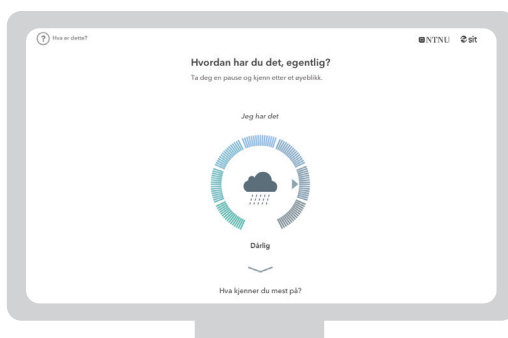 ? Hva er dette?
NTNU sit
Hvordan har du det, egentlig?
Ta deg en pause og kjenn etter et øyeblikk.
Jeg har det
Dårlig
Hva kjenner du mest på?